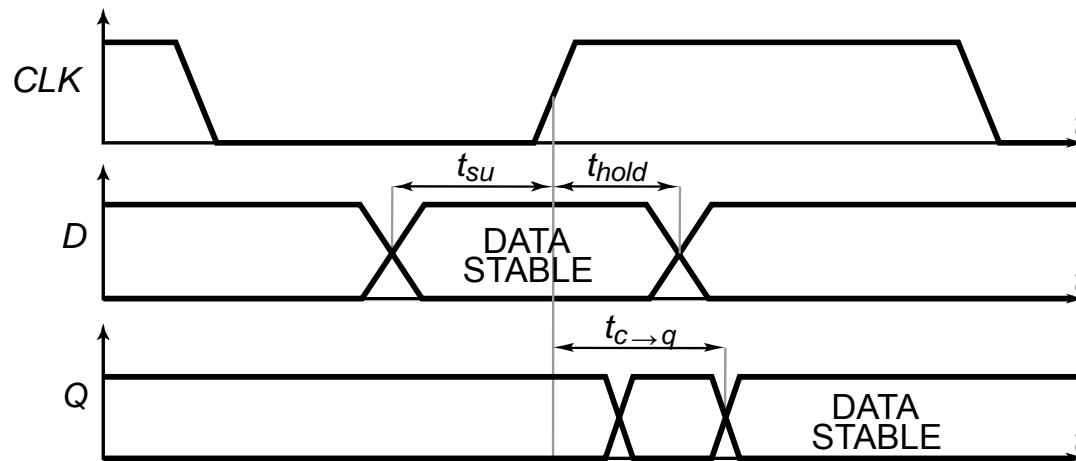 CLK
t
t_su
t_hold
D
DATA
STABLE
t
t_c→q
Q
DATA
STABLE
t